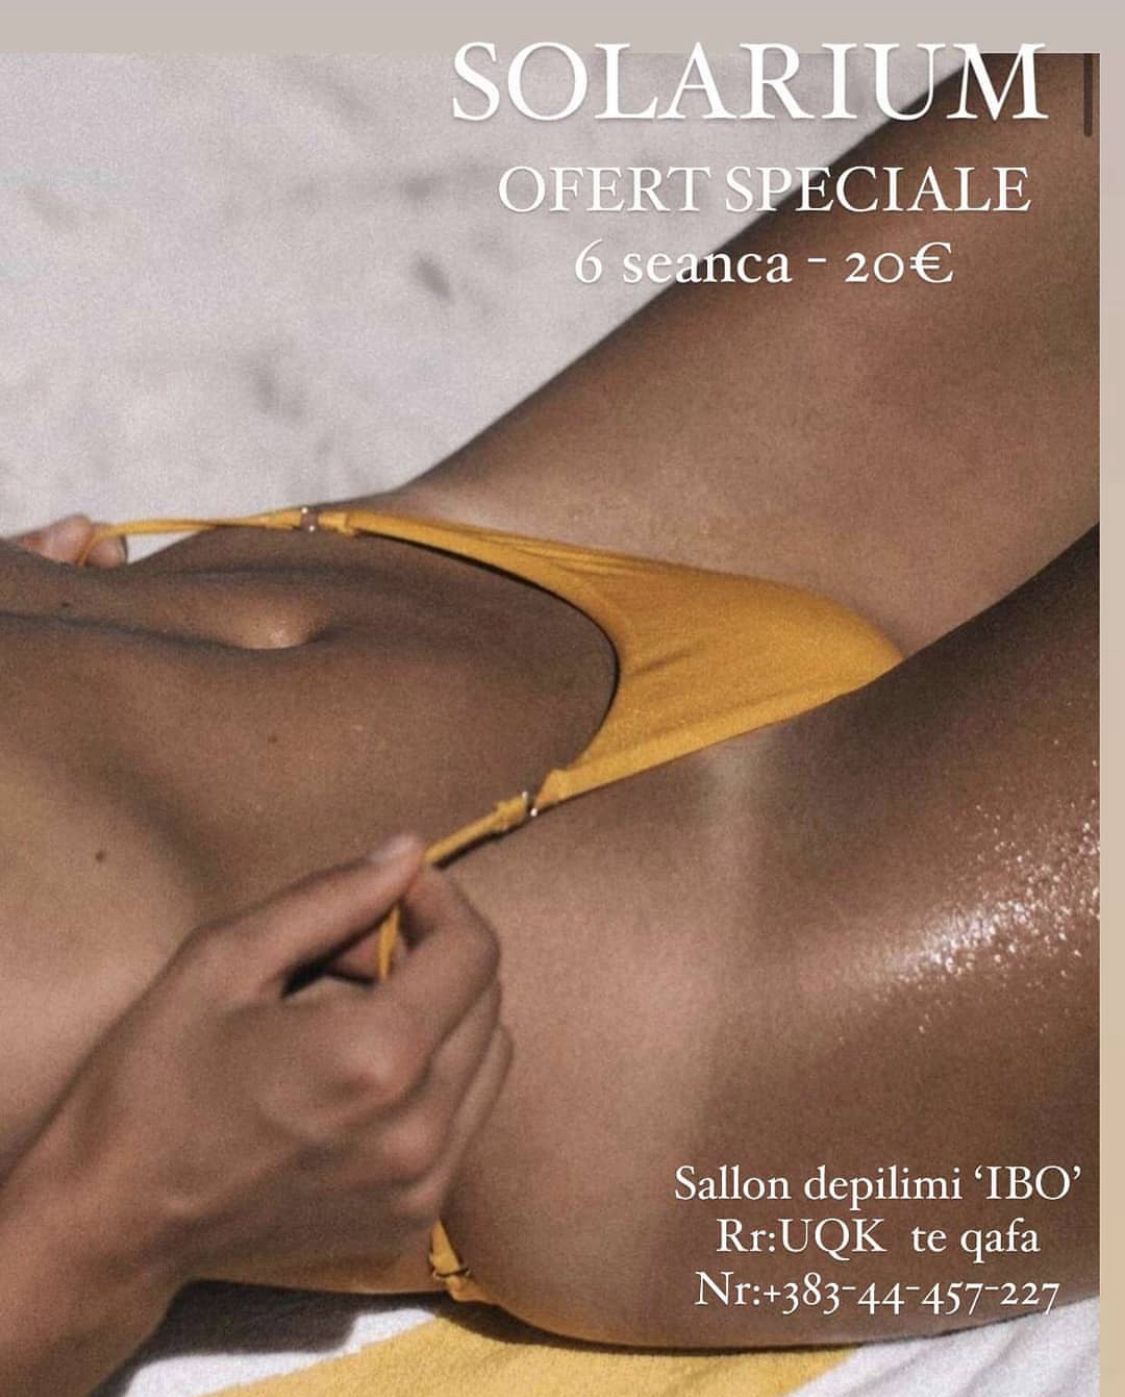 SOLARIUM
OFERT SPECIALE
6 seanca - 20€
Sallon depilimi ‘IBO’
Rr:UQK te qafa
Nr:+383-44-457-227